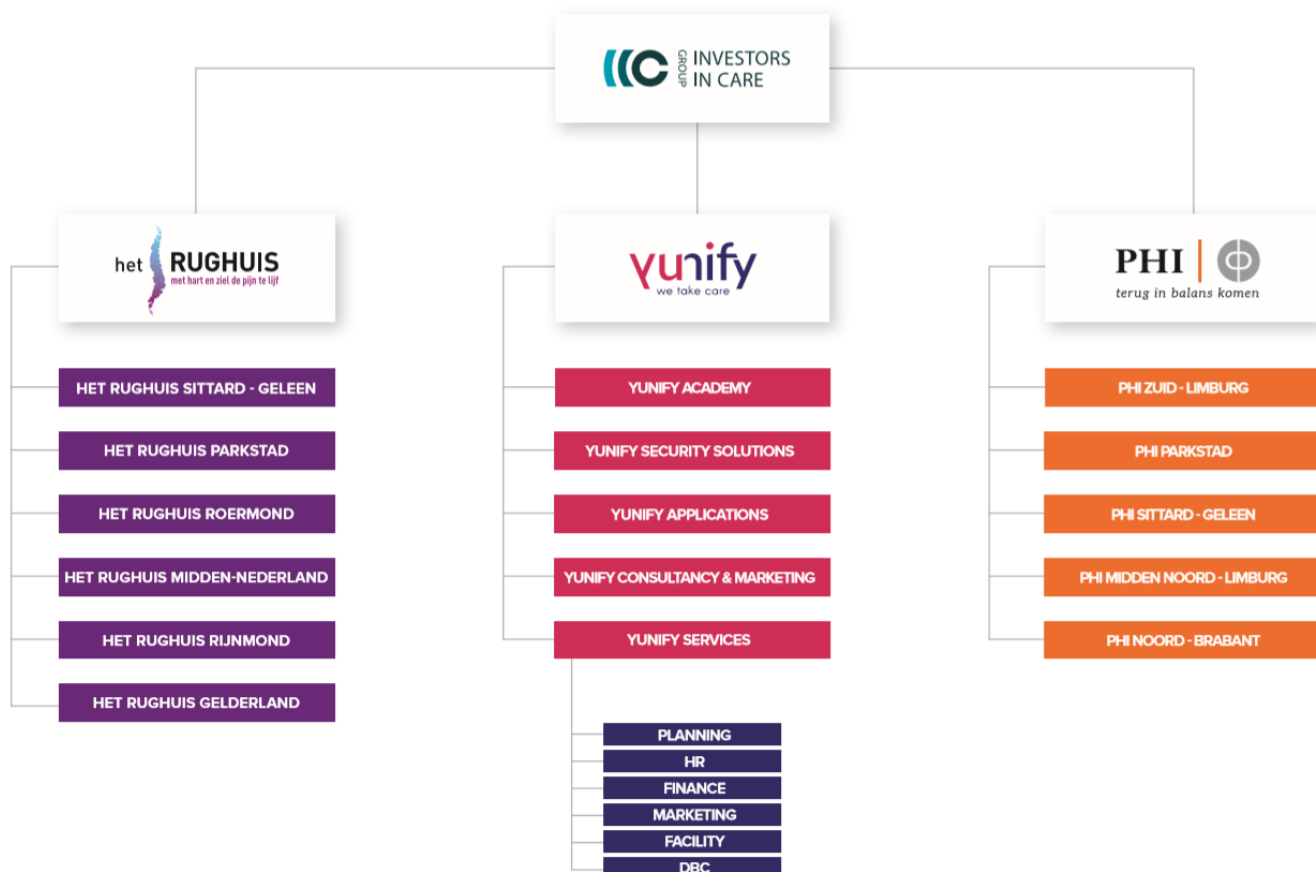 GROUP
INVESTORS
IN CARE
het RUGHUIS
met hart en ziel de pijn te lijf
HET RUGHUIS SITTARD - GELEEN
HET RUGHUIS PARKSTAD
HET RUGHUIS ROERMOND
HET RUGHUIS MIDDEN-NEDERLAND
HET RUGHUIS RIJNMOND
HET RUGHUIS GELDERLAND
yunify
we take care
YUNIFY ACADEMY
YUNIFY SECURITY SOLUTIONS
YUNIFY APPLICATIONS
YUNIFY CONSULTANCY & MARKETING
YUNIFY SERVICES
PLANNING
HR
FINANCE
MARKETING
FACILITY
DBC
PHI
terug in balans komen
PHI ZUID - LIMBURG
PHI PARKSTAD
PHI SITTARD - GELEEN
PHI MIDDEN NOORD - LIMBURG
PHI NOORD - BRABANT